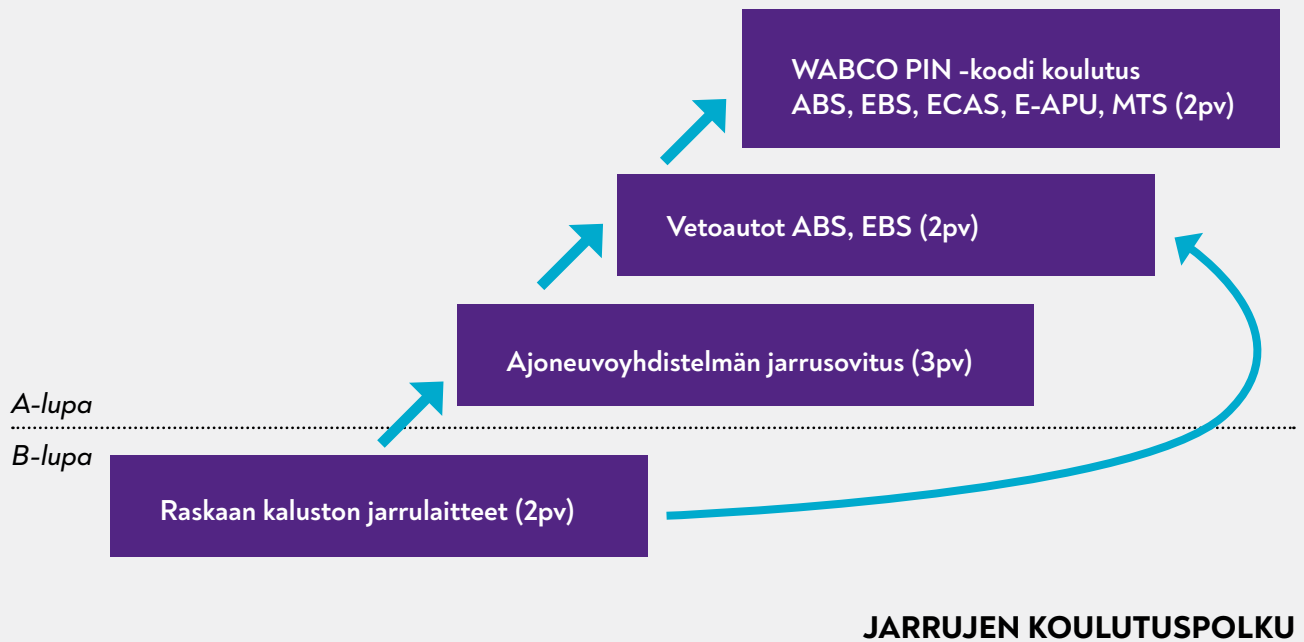 WABCO PIN -koodi koulutus
ABS, EBS, ECAS, E-APU, MTS (2pv)
Vetoautot ABS, EBS (2pv)
Ajoneuvoyhdistelmän jarrusovitus (3pv)
A-lupa
B-lupa
Raskaan kaluston jarrulaitteet (2pv)
JARRUJEN KOULUTUSPOLKU